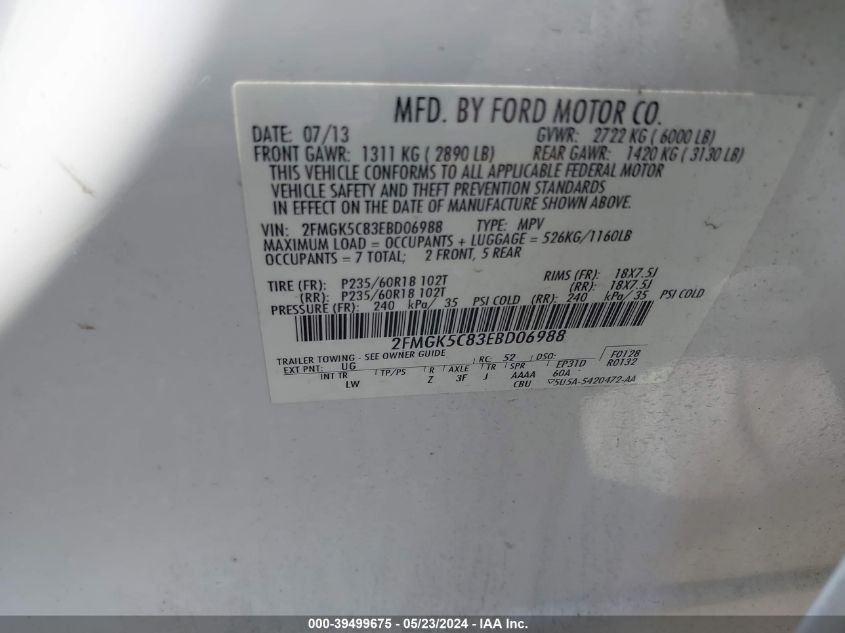 MFD. BY FORD MOTOR CO.
DATE: 07/13 GVWR: 2722 KG ( 6000 LB)
FRONT GAWR: 1311 KG ( 2890 LB) REAR GAWR: 1420 KG ( 3130 LB)
THIS VEHICLE CONFORMS TO ALL APPLICABLE FEDERAL MOTOR
VEHICLE SAFETY AND THEFT PREVENTION STANDARDS
IN EFFECT ON THE DATE OF MANUFACTURE SHOWN ABOVE.
VIN: 2FMGK5C83EBD06988 TYPE: MPV
MAXIMUM LOAD = OCCUPANTS + LUGGAGE = 526KG/1160LB
OCCUPANTS = 7 TOTAL; 2 FRONT, 5 REAR
TIRE (FR): P235/60R18 102T RIMS (FR): 18X7.5J
(RR): P235/60R18 102T (RR): 18X7.5J
PRESSURE (FR): 240 kPa/ 35 PSI COLD (RR): 240 kPa/ 35 PSI COLD
2FMGK5C83EBD06988
TRAILER TOWING - SEE OWNER GUIDE RC: 52 DSO: F0128
EXT PNT: UG EP31D R0132
INT TR TP/PS R AXLE TR SPR 60A
LW Z 3F J AAAA CBU 5U5A-5420472-AA
000-39499675 - 05/23/2024 - IAA Inc.